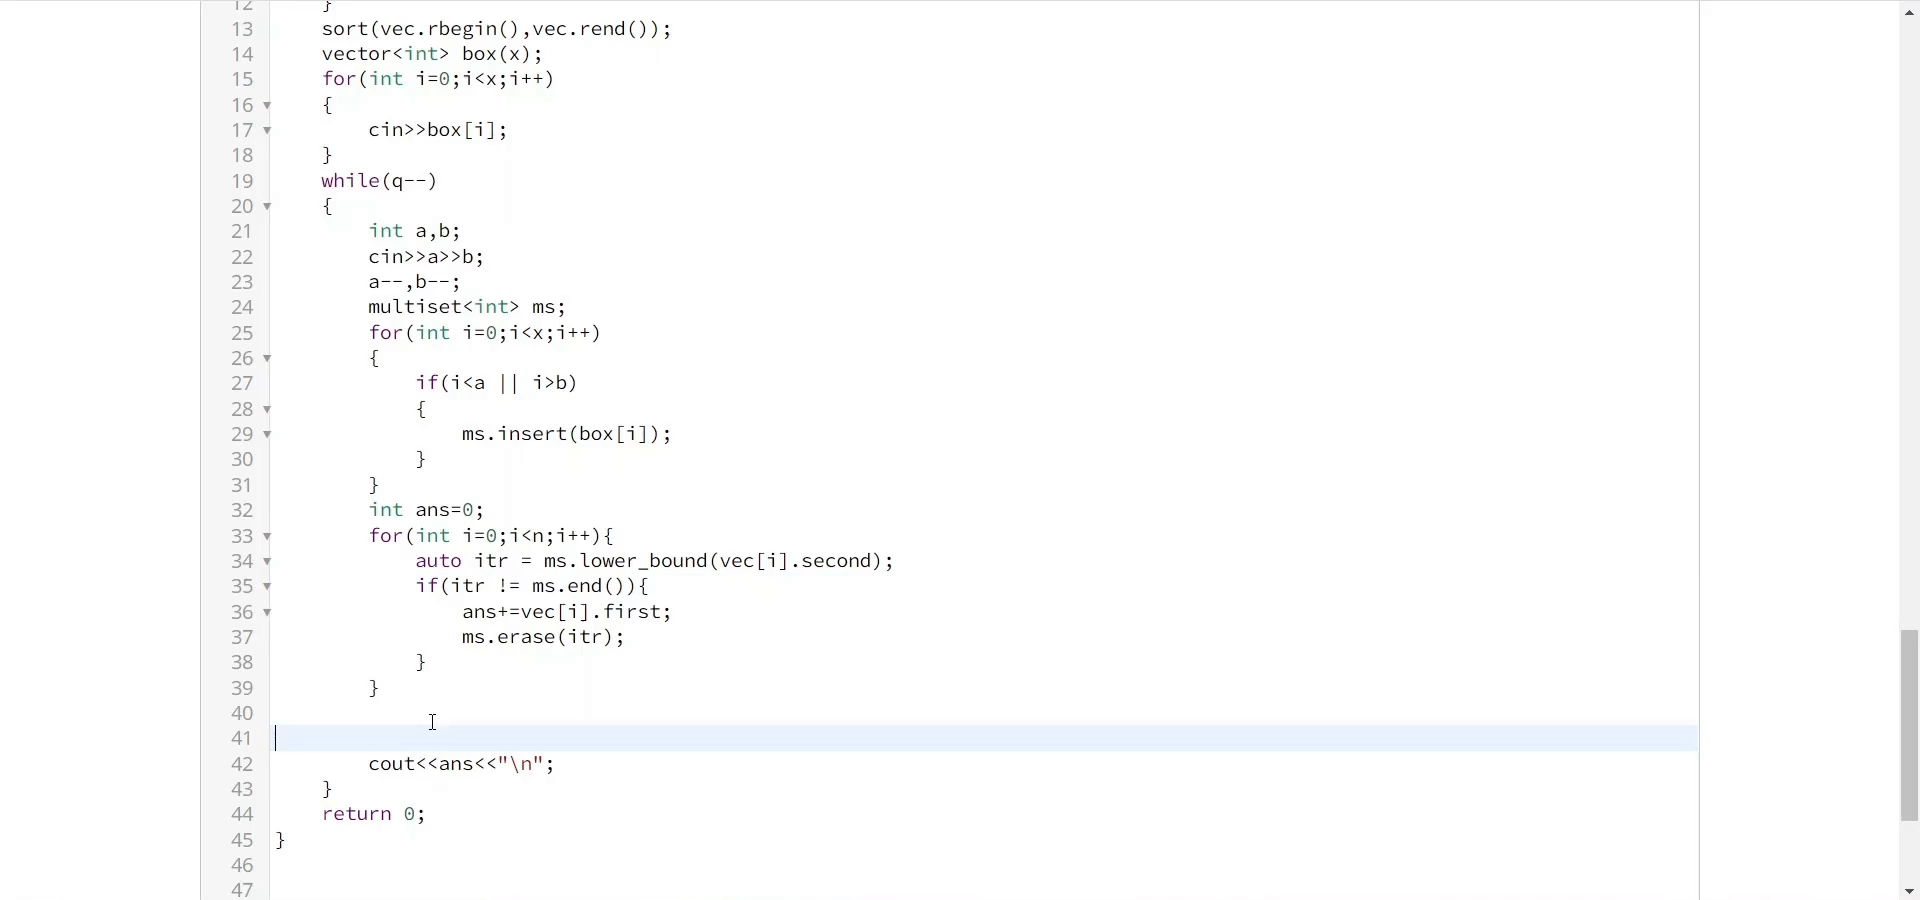 12 }
13 sort(vec.rbegin(),vec.rend());
14 vector<int> box(x);
15 for(int i=0;i<x;i++)
16 {
17 cin>>box[i];
18 }
19 while(q--)
20 {
21 int a,b;
22 cin>>a>>b;
23 a--,b--;
24 multiset<int> ms;
25 for(int i=0;i<x;i++)
26 {
27 if(i<a || i>b)
28 {
29 ms.insert(box[i]);
30 }
31 }
32 int ans=0;
33 for(int i=0;i<n;i++){
34 auto itr = ms.lower_bound(vec[i].second);
35 if(itr != ms.end()){
36 ans+=vec[i].first;
37 ms.erase(itr);
38 }
39 }
40
41
42 cout<<ans<<"\n";
43 }
44 return 0;
45 }
46
47